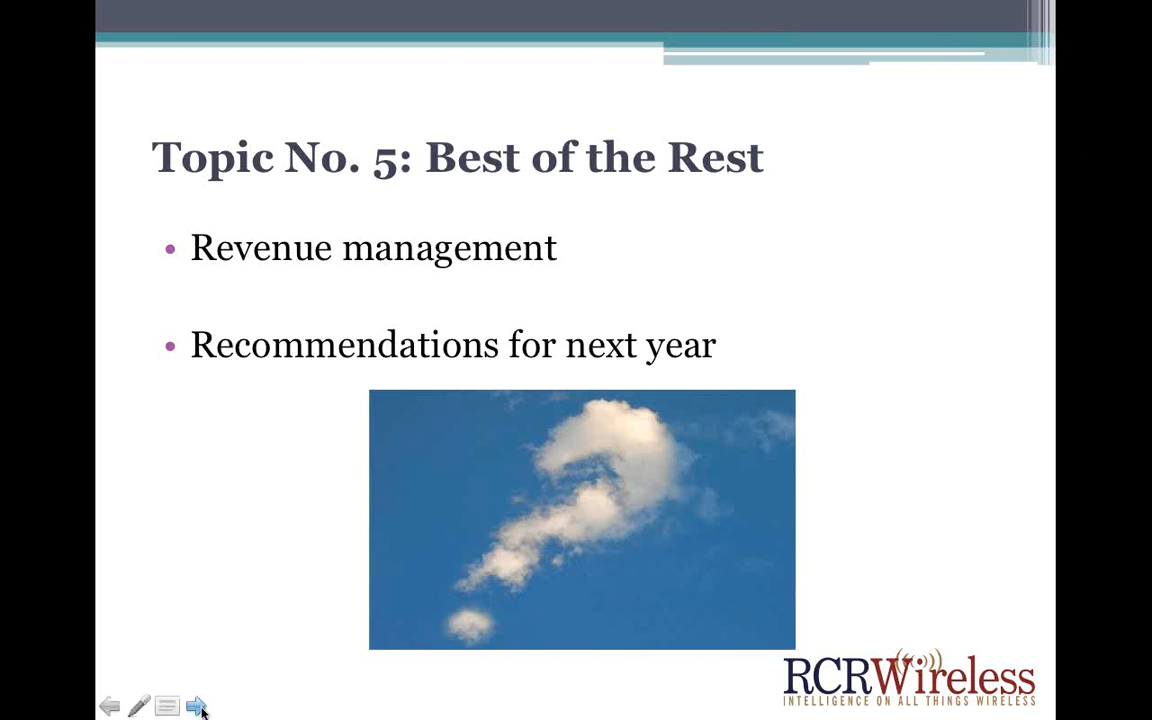 Topic No. 5: Best of the Rest
• Revenue management
• Recommendations for next year
RCRWireless
INTELLIGENCE ON ALL THINGS WIRELESS